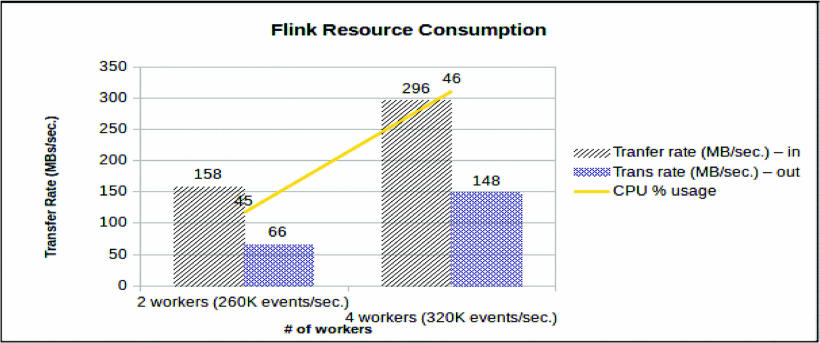 Flink Resource Consumption
Transfer Rate (MBs/sec.)
350
300
250
200
150
100
50
0
158
45
66
296
46
148
2 workers (260K events/sec.)
4 workers (320K events/sec.)
# of workers
Tranfer rate (MB/sec.) – in
Trans rate (MB/sec.) – out
CPU % usage